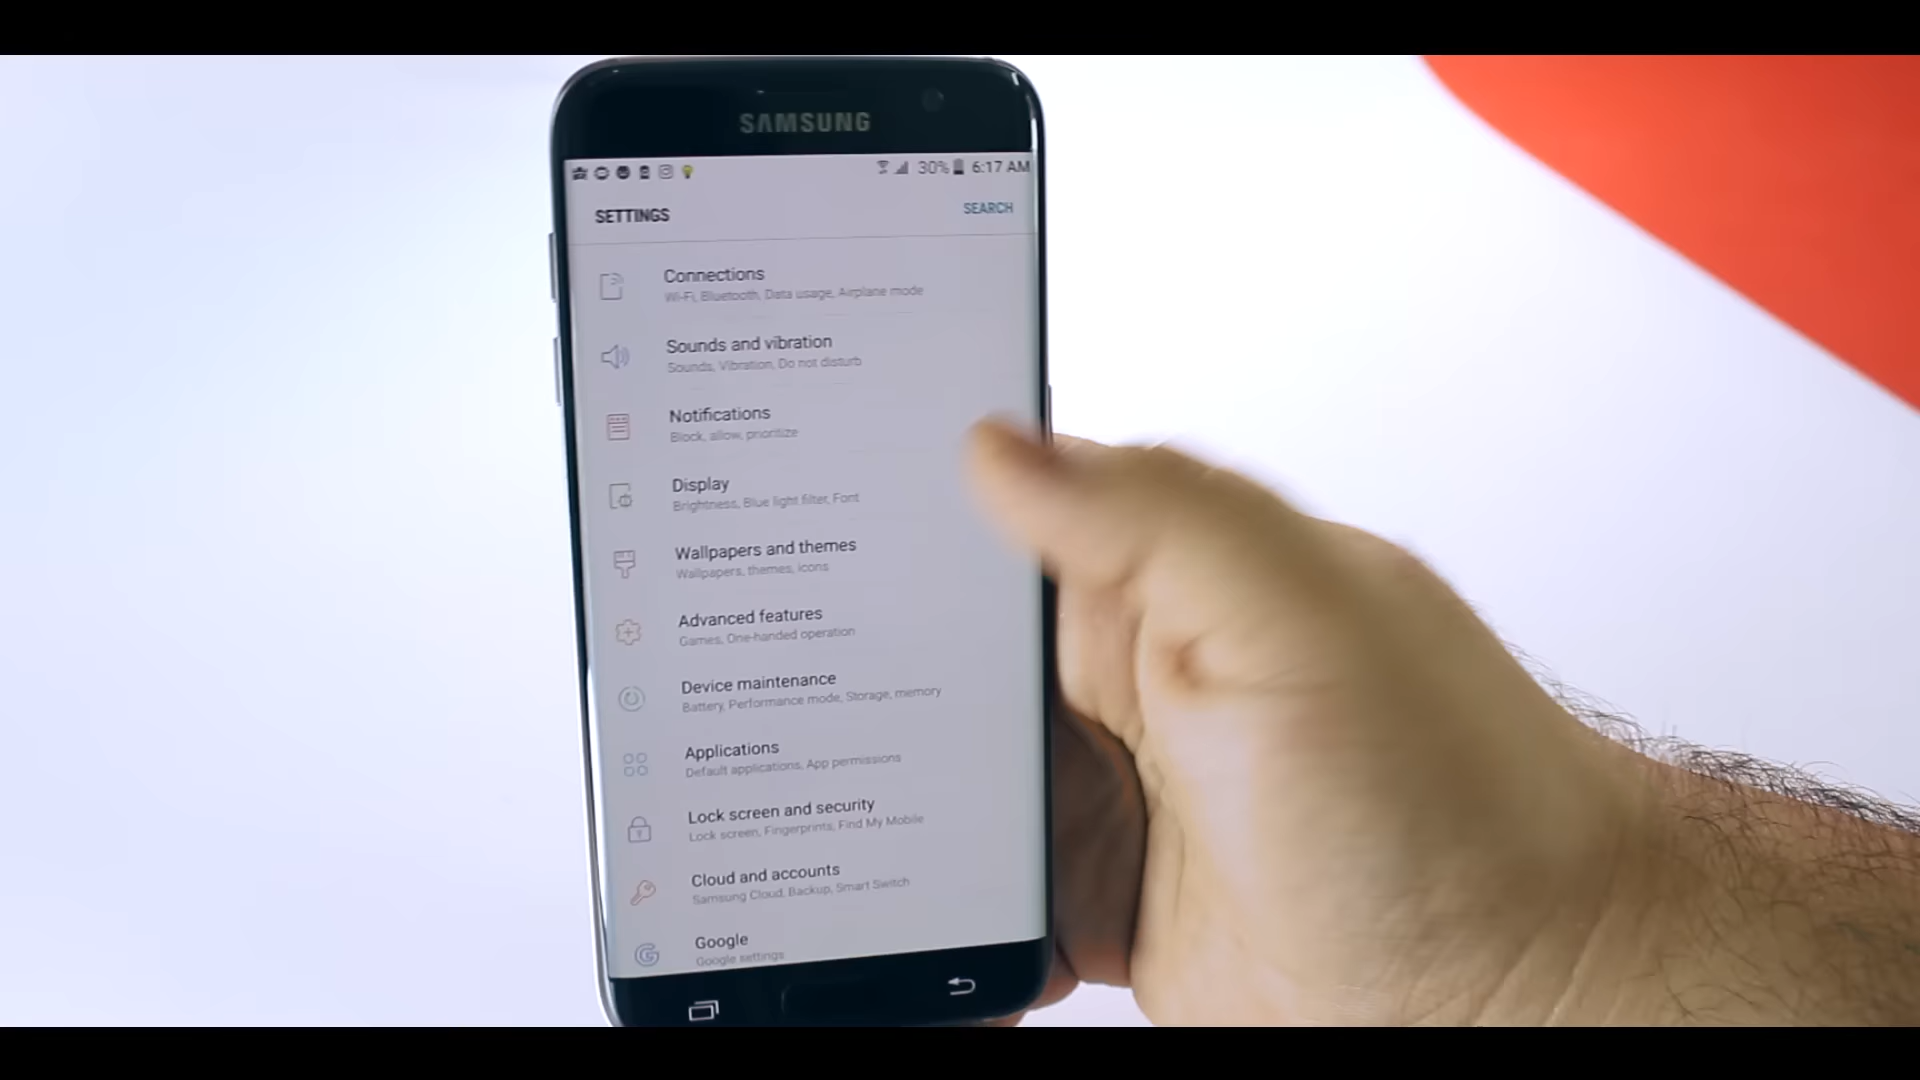 SAMSUNG
30% 6:17 AM
SETTINGS
SEARCH
Connections
Wi-Fi, Bluetooth, Data usage, Airplane mode
Sounds and vibration
Sounds, Vibration, Do not disturb
Notifications
Block, allow, prioritize
Display
Brightness, Blue light filter, Font
Wallpapers and themes
Wallpapers, themes, icons
Advanced features
Games, One-handed operation
Device maintenance
Battery, Performance mode, Storage, memory
Applications
Default applications, App permissions
Lock screen and security
Lock screen, Fingerprints, Find My Mobile
Cloud and accounts
Samsung Cloud, Backup, Smart Switch
Google
Google settings